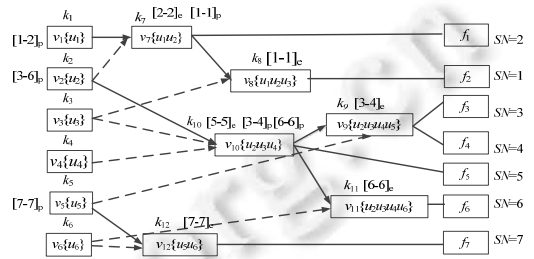 k1
k7 [2-2]e [1-1]p
[1-2]p v1{u1} v7{u1u2} f1 SN=2
k2
k8 [1-1]e
[3-6]p v2{u2} v8{u1u2u3} f2 SN=1
k3
k9 [3-4]e
f3 SN=3
k10 [5-5]e [3-4]p[6-6]p
v3{u3} v9{u2u3u4u5}
k4
f4 SN=4
v4{u4} v10{u2u3u4}
k5
f5 SN=5
k11 [6-6]e
[7-7]p v5{u5} v11{u2u3u4u6} f6 SN=6
k6
k12 [7-7]e
v6{u6} v12{u5u6} f7 SN=7